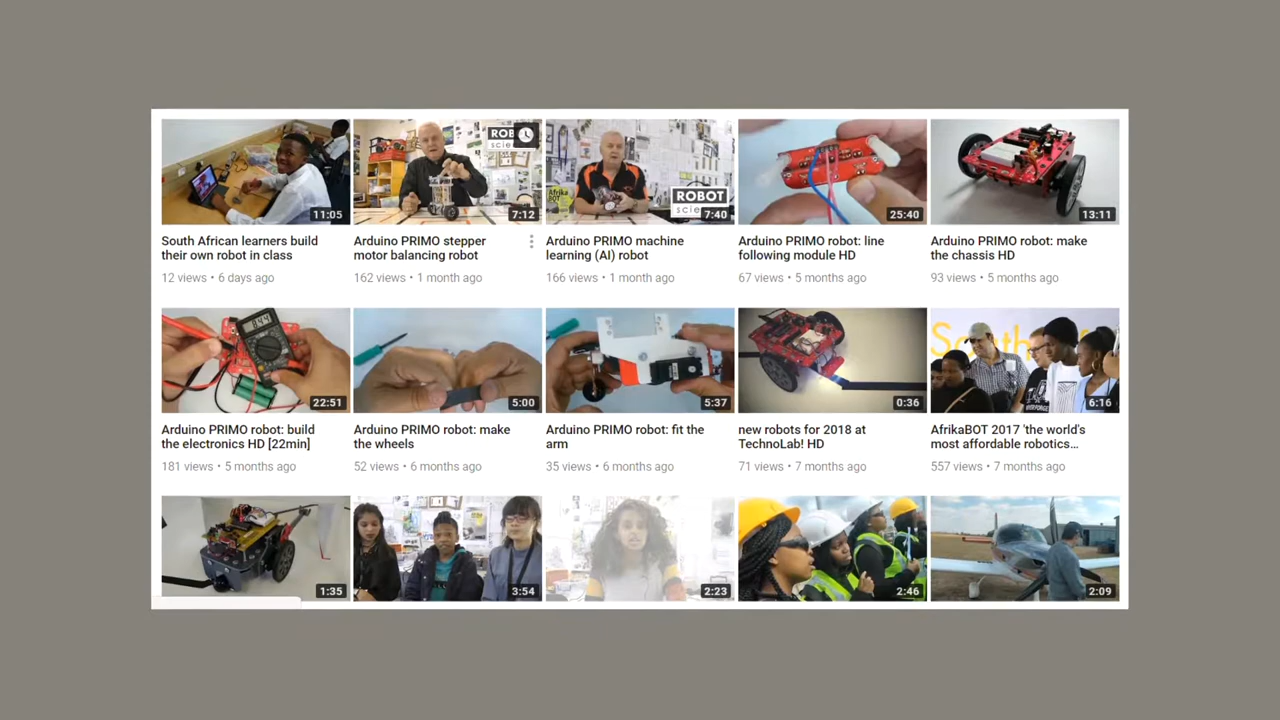 ROB
scie
11:05
7:12
Afrika
BOT
ROBOT
scie
7:40
25:40
13:11
South African learners build
their own robot in class
12 views • 6 days ago
Arduino PRIMO stepper
motor balancing robot
162 views • 1 month ago
Arduino PRIMO machine
learning (AI) robot
166 views • 1 month ago
Arduino PRIMO robot: line
following module HD
67 views • 5 months ago
Arduino PRIMO robot: make
the chassis HD
93 views • 5 months ago
22:51
5:00
5:37
0:36
South
6:16
Arduino PRIMO robot: build
the electronics HD [22min]
181 views • 5 months ago
Arduino PRIMO robot: make
the wheels
52 views • 6 months ago
Arduino PRIMO robot: fit the
arm
35 views • 6 months ago
new robots for 2018 at
TechnoLab! HD
71 views • 7 months ago
AfrikaBOT 2017 'the world's
most affordable robotics...
557 views • 7 months ago
1:35
3:54
2:23
2:46
2:09